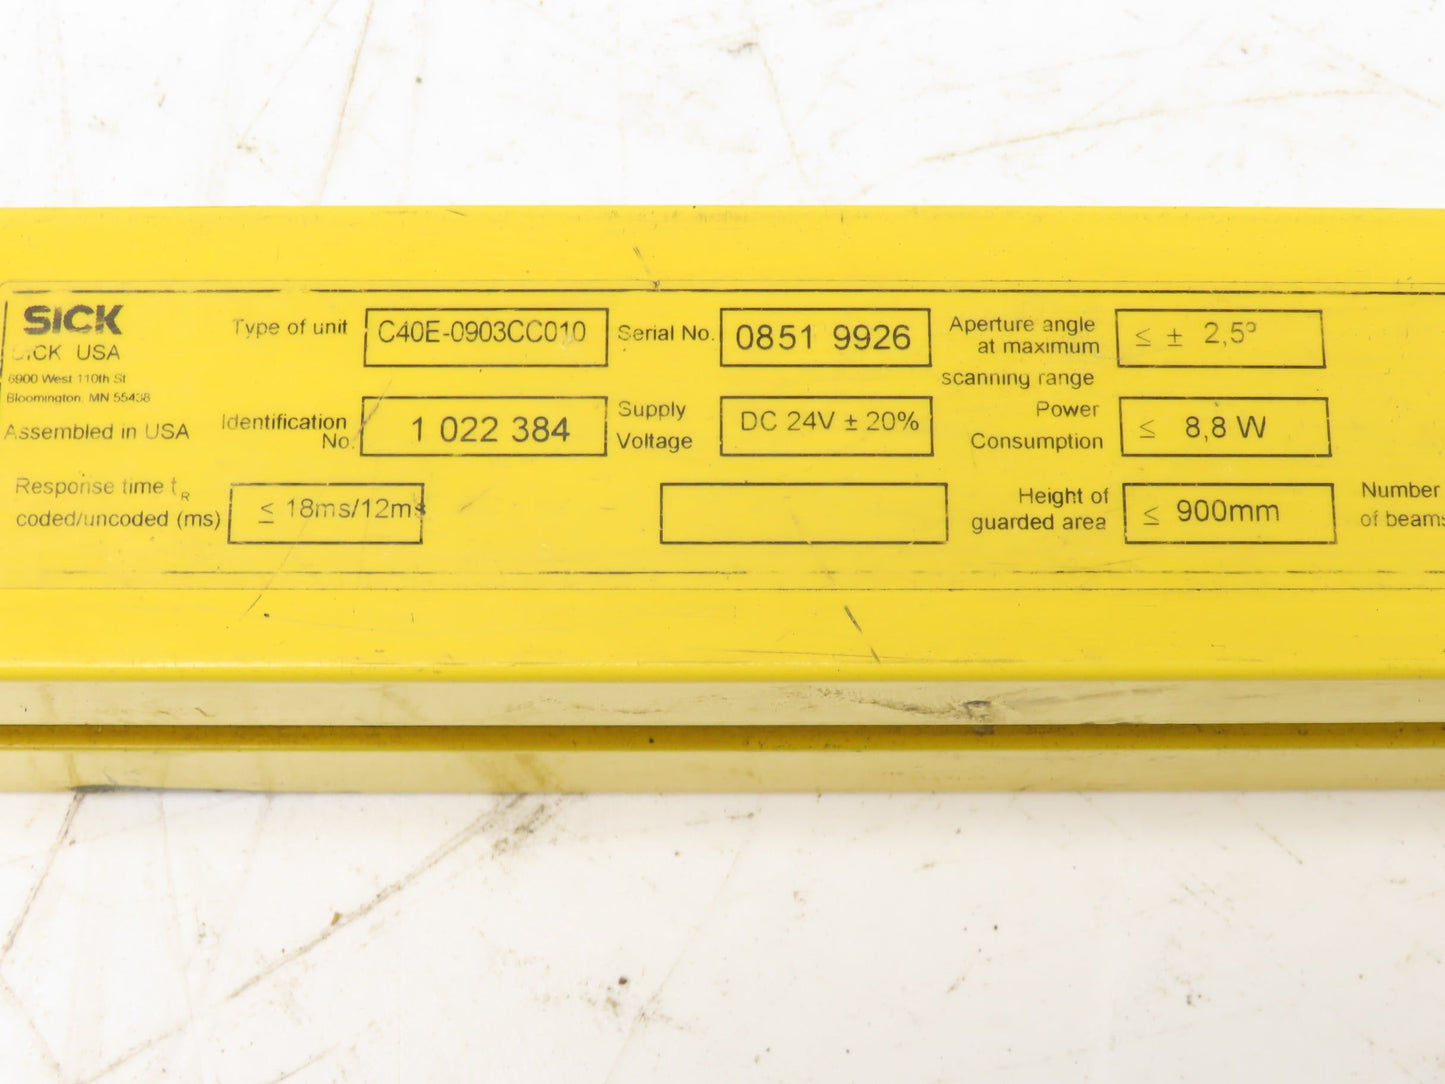 SICK
SICK USA
6900 West 110th St
Bloomington, MN 55438
Assembled in USA
Type of unit C40E-0903CC010
Identification No. 1 022 384
Serial No. 0851 9926
Supply Voltage DC 24V ± 20%
Aperture angle at maximum scanning range ≤ ± 2,5°
Power Consumption ≤ 8,8 W
Response time tR coded/uncoded (ms) ≤ 18ms/12ms
Height of guarded area ≤ 900mm
Number of beams